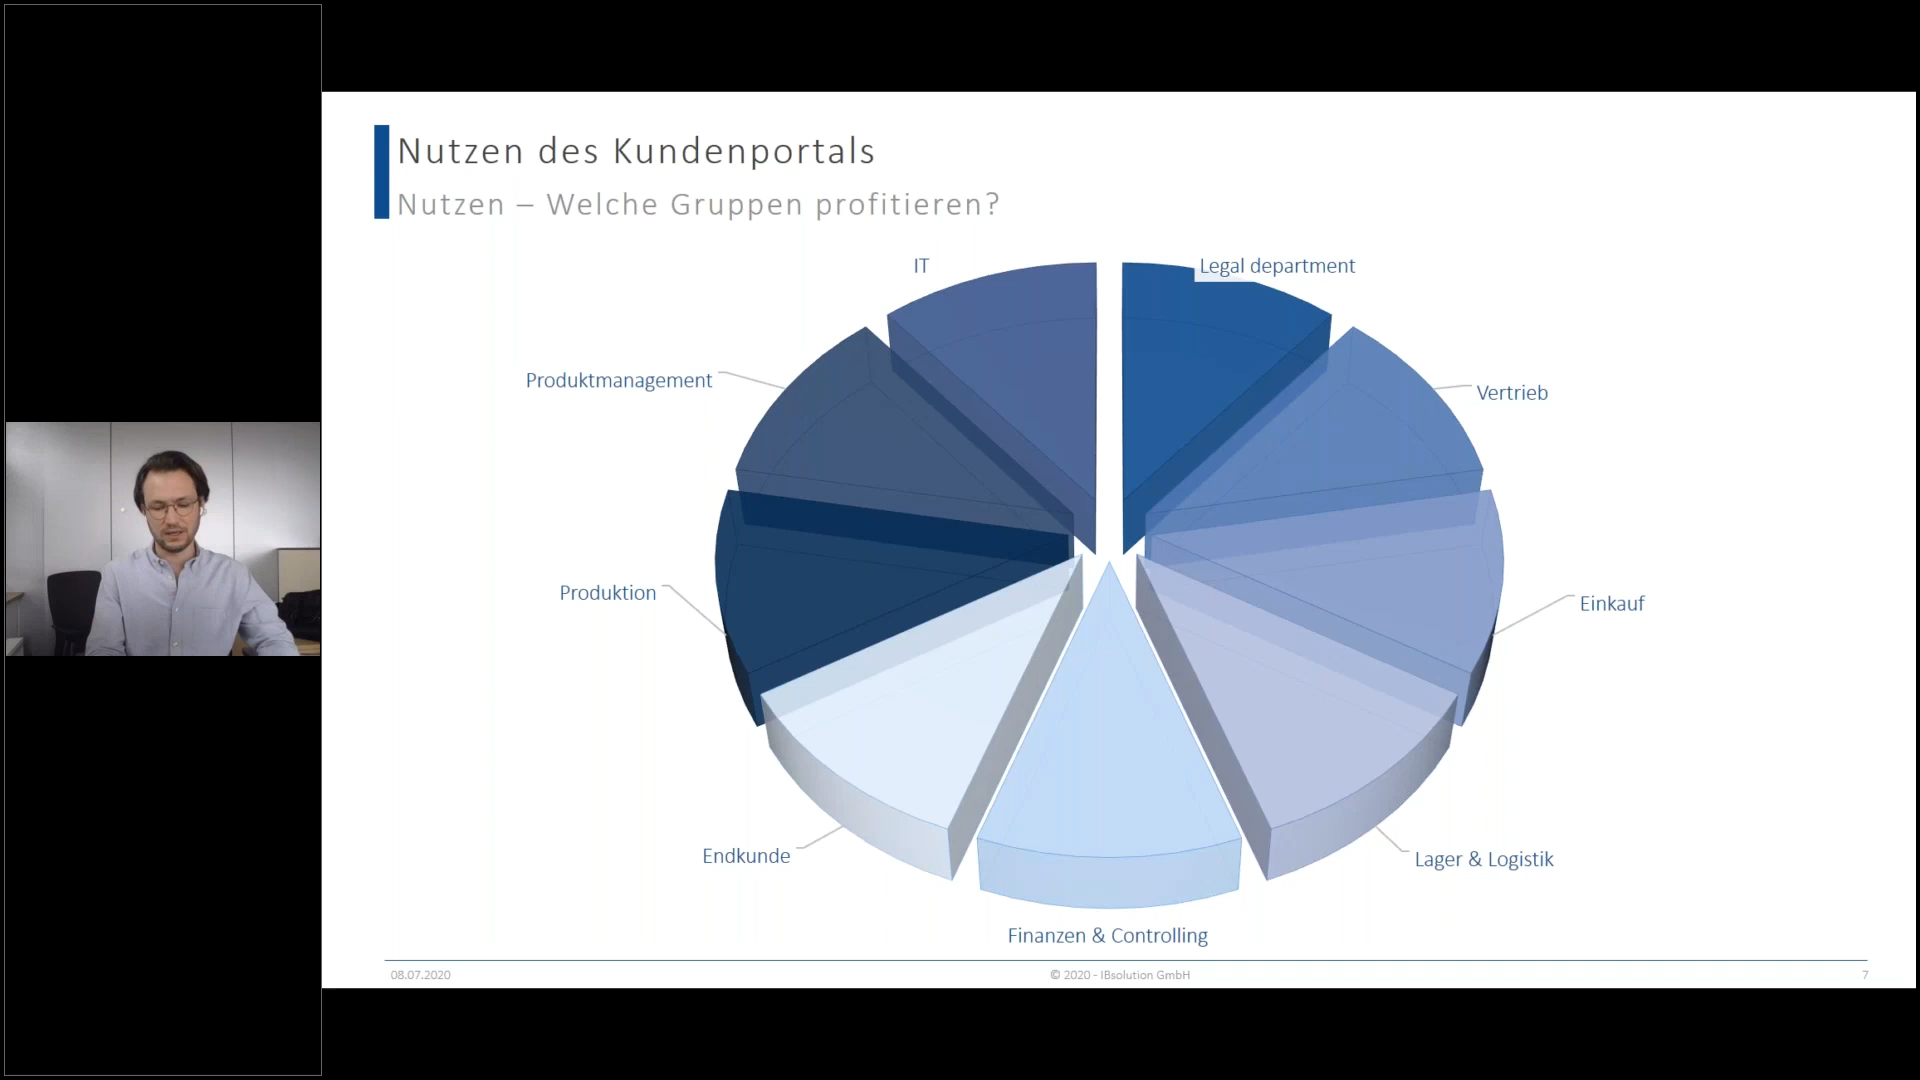 Nutzen des Kundenportals
Nutzen – Welche Gruppen profitieren?
IT
Legal department
Produktmanagement
Vertrieb
Produktion
Einkauf
Endkunde
Lager & Logistik
Finanzen & Controlling
08.07.2020
© 2020 - IBsolution GmbH
7